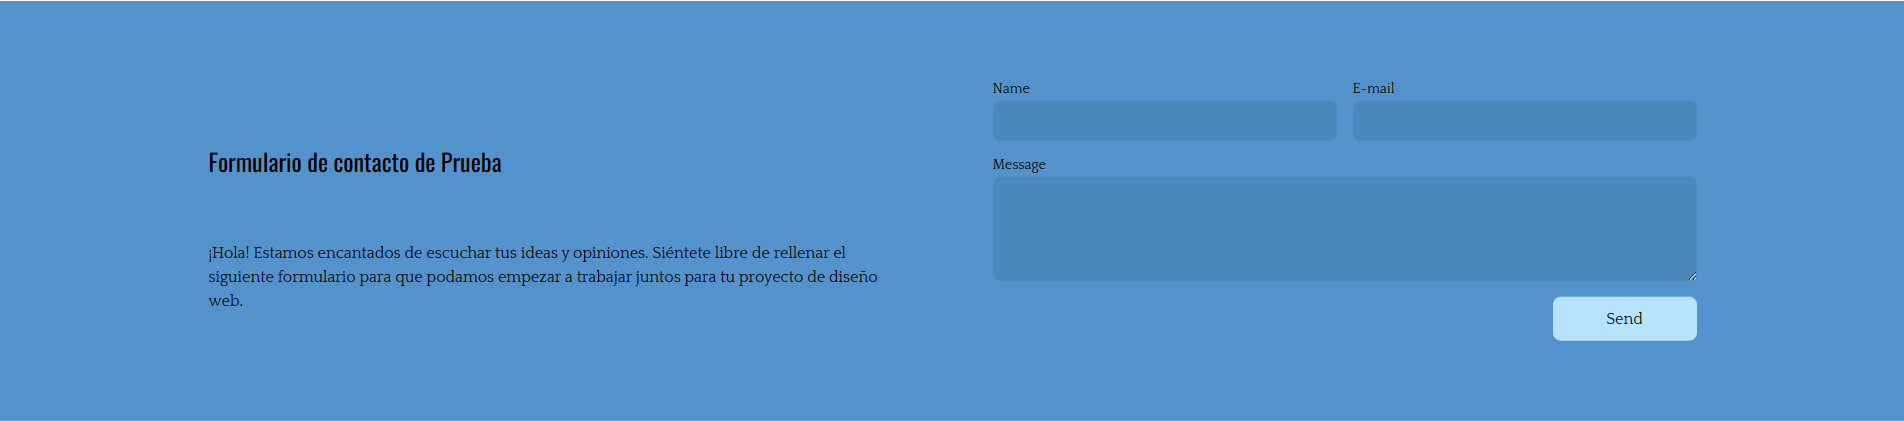 Formulario de contacto de Prueba
¡Hola! Estamos encantados de escuchar tus ideas y opiniones. Siéntete libre de rellenar el
siguiente formulario para que podamos empezar a trabajar juntos para tu proyecto de diseño
web.
Name
E-mail
Message
Send